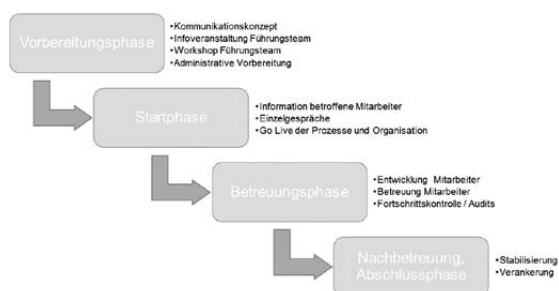 Vorbereitungsphase
•Kommunikationskonzept
•Infoveranstaltung Führungsteam
•Workshop Führungsteam
•Administrative Vorbereitung
Startphase
•Information betroffene Mitarbeiter
•Einzelgespräche
•Go Live der Prozesse und Organisation
Betreuungsphase
•Entwicklung Mitarbeiter
•Betreuung Mitarbeiter
•Fortschrittskontrolle / Audits
Nachbetreuung,
Abschlussphase
•Stabilisierung
•Verankerung